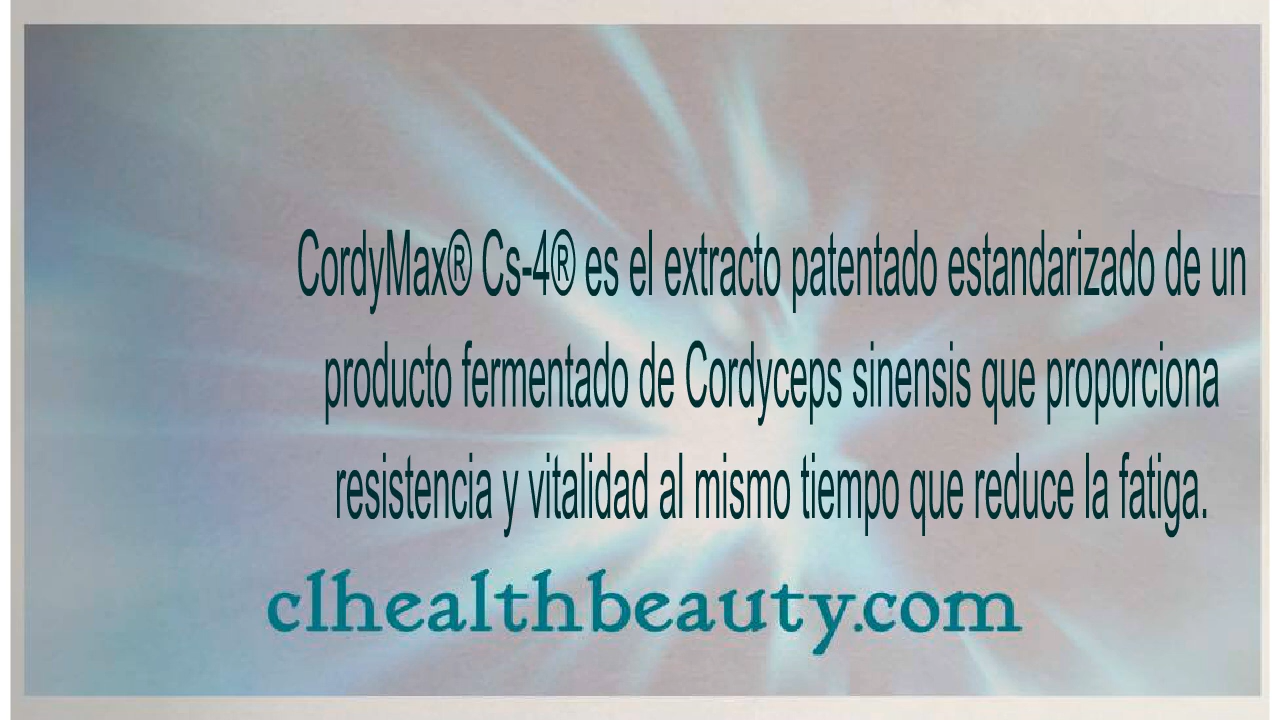 CordyMax® Cs-4® es el extracto patentado estandarizado de un
producto fermentado de Cordyceps sinensis que proporciona
resistencia y vitalidad al mismo tiempo que reduce la fatiga.
clhealthbeauty.com